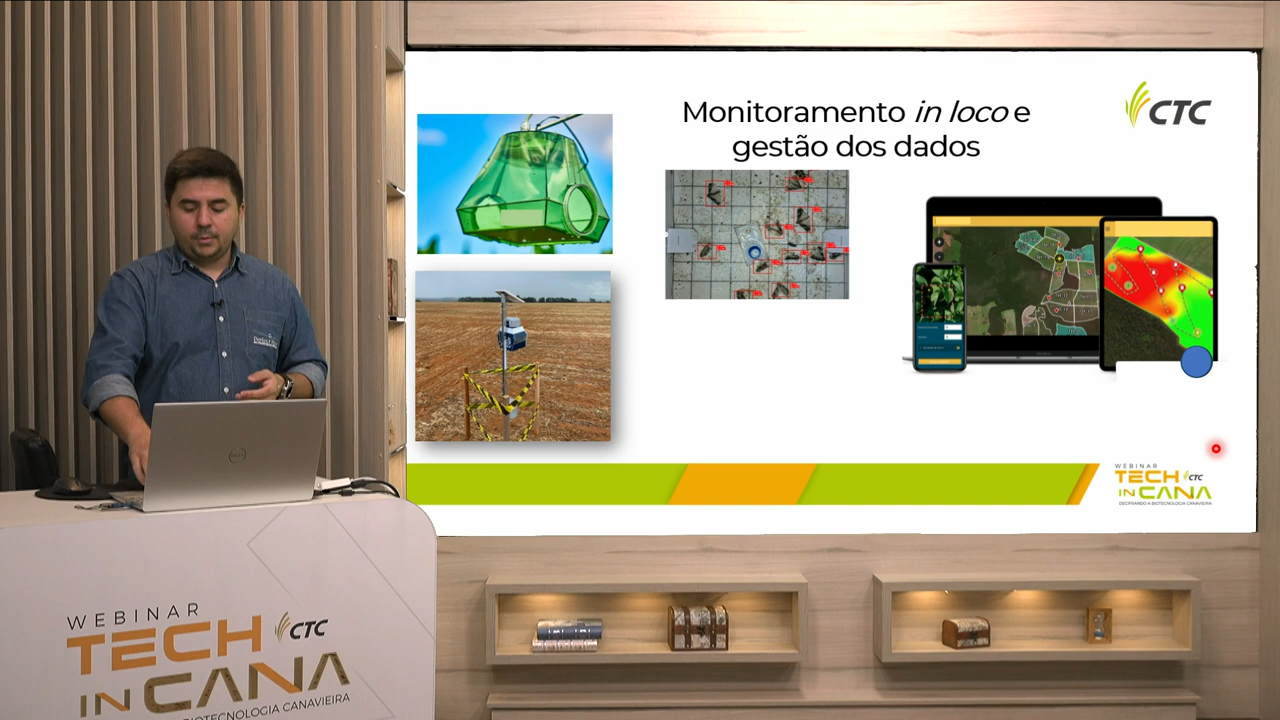 Monitoramento in loco e
gestão dos dados
CTC
DELL
WEBINAR
TECH CTC
IN CANA
DECIFRANDO A BIOTECNOLOGIA CANAVIEIRA
WEBINAR
TECH CTC
IN CANA
BIOTECNOLOGIA CANAVIEIRA